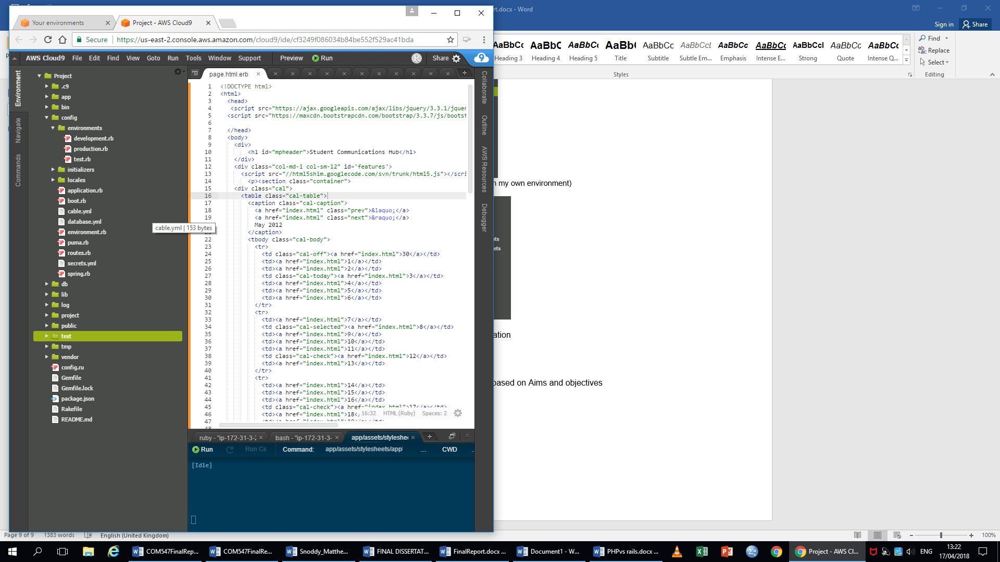 Your environments
Project - AWS Cloud9
Secure
https://us-east-2.console.aws.amazon.com/cloud9/ide/cf3249f086034b84be552f529ac41bda
AWS Cloud9 File Edit Find View Goto Run Tools Window Support Preview Run R Share
Environment
Navigate
Commands
Project
.c9
app
bin
config
environments
development.rb
production.rb
test.rb
initializers
locales
application.rb
boot.rb
cable.yml
database.yml
environment.rb
puma.rb
routes.rb
secrets.yml
spring.rb
db
lib
log
project
public
test
tmp
vendor
config.ru
Gemfile
Gemfile.lock
package.json
Rakefile
README.md
cable.yml | 153 bytes
page.html.erb
1 <!DOCTYPE html>
2 <html>
3 <head>
4 <script src="https://ajax.googleapis.com/ajax/libs/jquery/3.3.1/jquer
5 <script src="https://maxcdn.bootstrapcdn.com/bootstrap/3.3.7/js/bootst
6
7 </head>
8 <body>
9 <div>
10 <h1 id="mpheader">Student Communications Hub</h1>
11 </div>
12 <div class="col-md-1 col-sm-12" id='features'>
13 <script src="//html5shim.googlecode.com/svn/trunk/html5.js"></scri
14 <p><section class="container">
15 <div class="cal">
16 <table class="cal-table">
17 <caption class="cal-caption">
18 <a href="index.html" class="prev">&laquo;</a>
19 <a href="index.html" class="next">&raquo;</a>
May 2012
</caption>
22 <tbody class="cal-body">
23 <tr>
24 <td class="cal-off"><a href="index.html">30</a></td>
25 <td><a href="index.html">1</a></td>
26 <td><a href="index.html">2</a></td>
27 <td class="cal-today"><a href="index.html">3</a></td>
28 <td><a href="index.html">4</a></td>
29 <td><a href="index.html">5</a></td>
30 <td><a href="index.html">6</a></td>
31 </tr>
32 <tr>
33 <td><a href="index.html">7</a></td>
34 <td class="cal-selected"><a href="index.html">8</a></td>
35 <td><a href="index.html">9</a></td>
36 <td><a href="index.html">10</a></td>
37 <td><a href="index.html">11</a></td>
38 <td class="cal-check"><a href="index.html">12</a></td>
39 <td><a href="index.html">13</a></td>
40 </tr>
41 <tr>
42 <td><a href="index.html">14</a></td>
43 <td><a href="index.html">15</a></td>
44 <td><a href="index.html">16</a></td>
45 <td class="cal-check"><a href="index.html">17</a></td>
46 <td><a href="index.html">18<
47
16:32 HTML (Ruby) Spaces: 2
Collaborate
Outline
AWS Resources
Debugger
ruby - "ip-172-31-3-2
bash - "ip-172-31-3-
app/assets/styleshee
Run Run Cc Command: app/assets/stylesheets/appl ... CWD
[Idle]
rt.docx - Word
Sign in Share
AaBbCc AaBbC AaBbCc AaBbC AaBbCc AaBbCcL AaBbCc AaBbCc AaBbCcl AaBbCc AaBbCc
Heading 3 Heading 4 Heading 5 Title Subtitle Subtle Em... Emphasis Intense E... Strong Quote Intense Q...
Styles
Find
Replace
Select
Editing
my own environment)
ts
ets
ation
based on Aims and objectives
Page 9 of 9 1383 words English (United Kingdom)
100%
COM547FinalRep...
COM547FinalRe...
Snoddy_Matthe...
FINAL DISSERTAT...
FinalReport.docx ...
Document1 - W...
PHPvs rails.docx ...
Project - AWS Cl...
ENG
13:22
17/04/2018